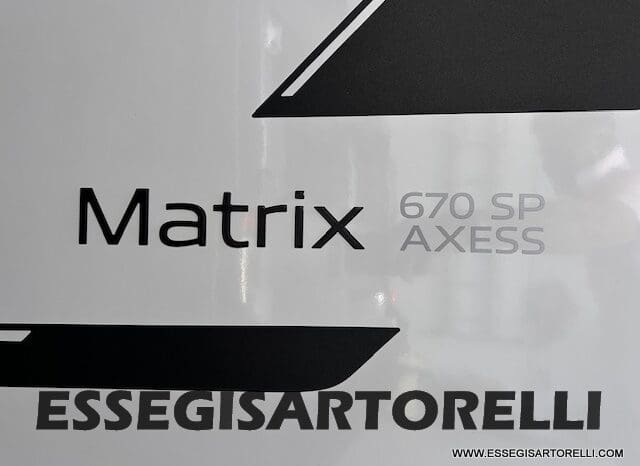 Matrix 670 SP
AXESS
ESSEGISARTORELLI
WWW.ESSEGISARTORELLI.COM